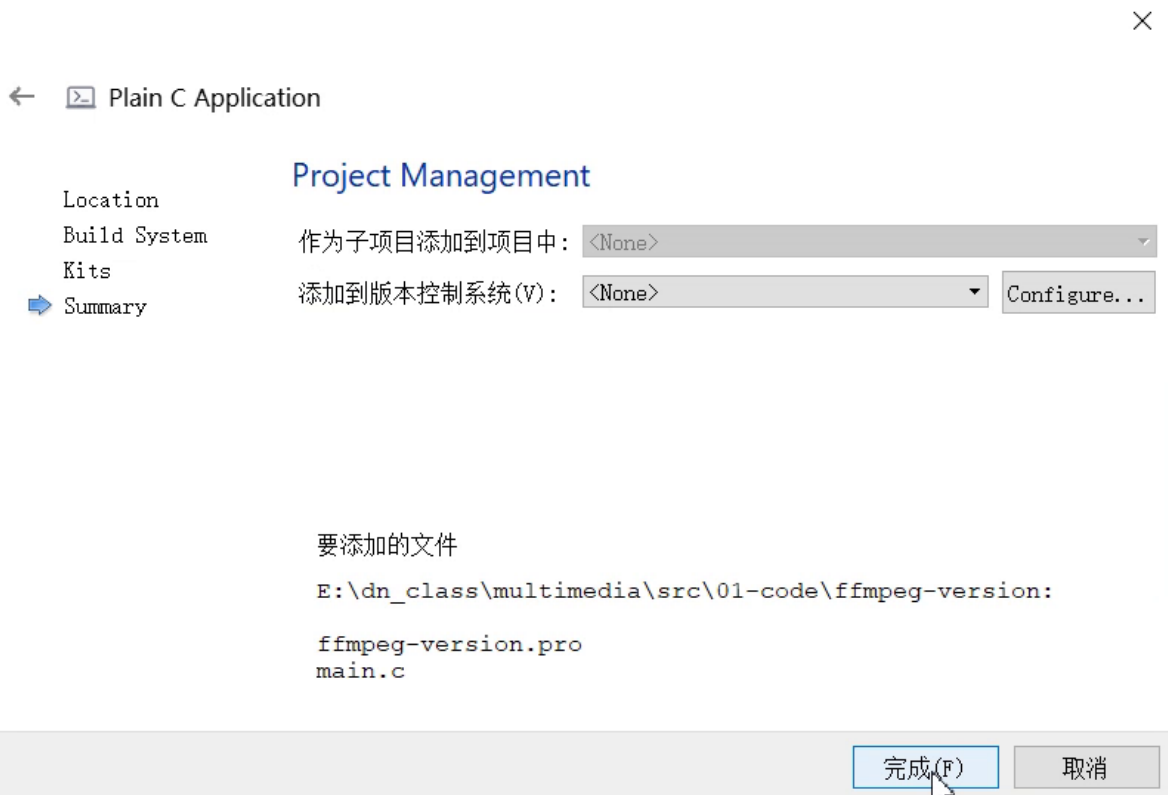 Plain C Application
Project Management
Location
Build System
Kits
Summary
作为子项目添加到项目中: <None>
添加到版本控制系统(V): <None> Configure...
要添加的文件
E:\dn_class\multimedia\src\01-code\ffmpeg-version:
ffmpeg-version.pro
main.c
完成(F) 取消